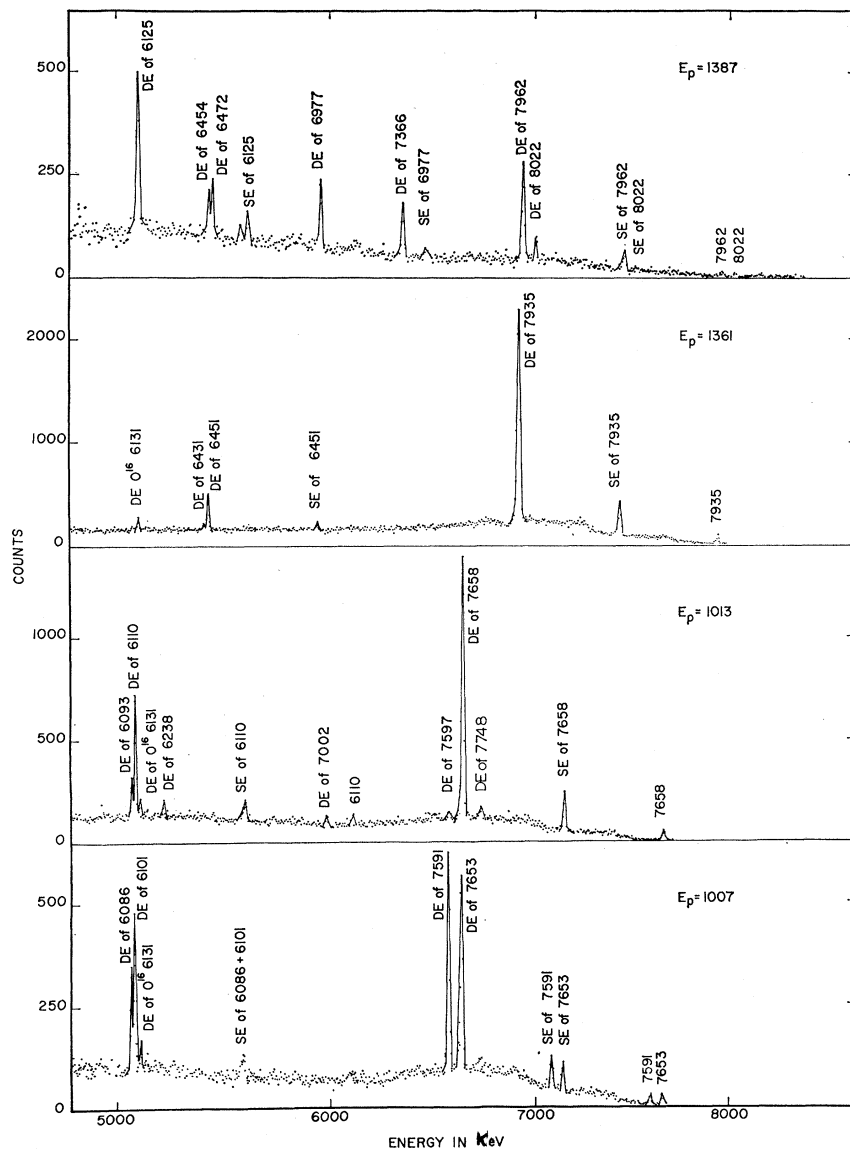 COUNTS
500
250
0
DE of 6125
DE of 6454
DE of 6472
SE of 6125
DE of 6977
DE of 7366
SE of 6977
DE of 7962
DE of 8022
SE of 7962
SE of 8022
7962
8022
Ep = 1387
2000
1000
0
DE O16 6131
DE of 6431
DE of 6451
SE of 6451
DE of 7935
SE of 7935
7935
Ep = 1361
1000
500
0
DE of 6093
DE of 6110
DE of O16 6131
DE of 6238
SE of 6110
DE of 7002
6110
DE of 7597
DE of 7658
DE of 7748
SE of 7658
7658
Ep = 1013
500
250
0
DE of 6086
DE of 6101
DE of O16 6131
SE of 6086 + 6101
DE of 7591
DE of 7653
SE of 7591
SE of 7653
7591
7653
Ep = 1007
5000 6000 7000 8000
ENERGY IN KeV